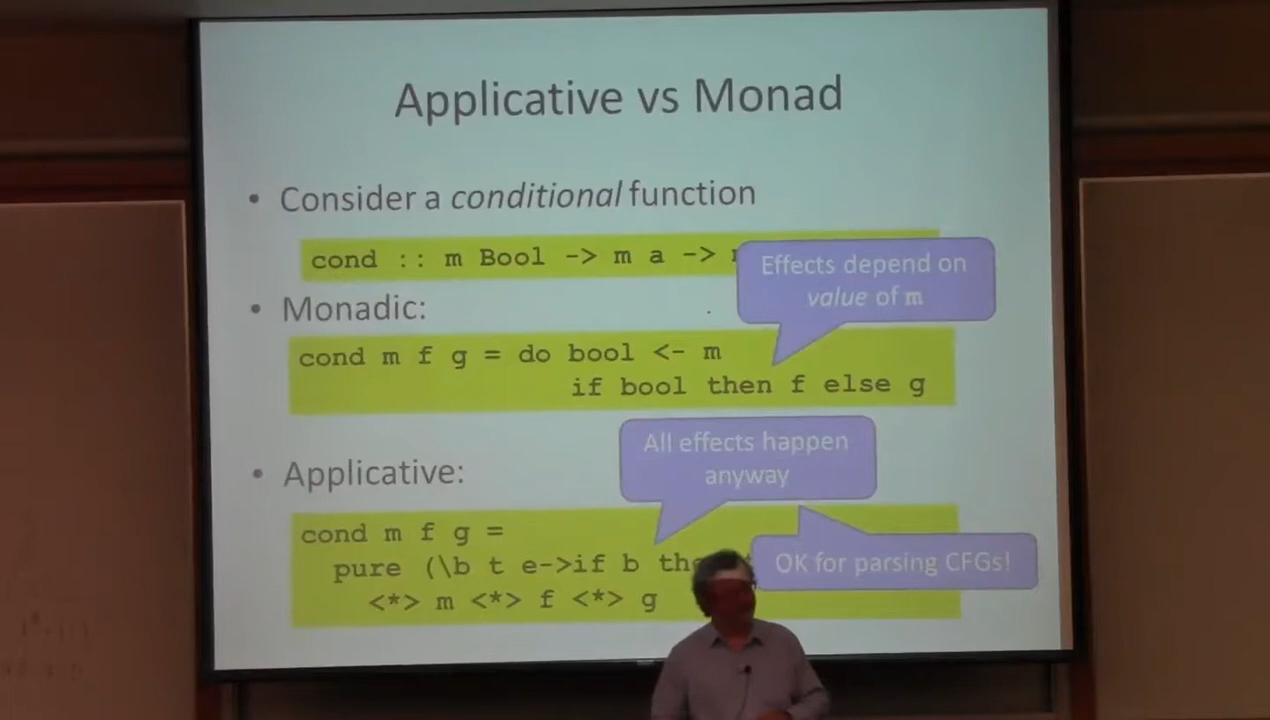 Applicative vs Monad
• Consider a conditional function
cond :: m Bool -> m a ->
Effects depend on
value of m
• Monadic:
cond m f g = do bool <- m
if bool then f else g
All effects happen
anyway
• Applicative:
cond m f g =
pure (\b t e->if b
OK for parsing CFGs!
<*> m <*> f <*> g